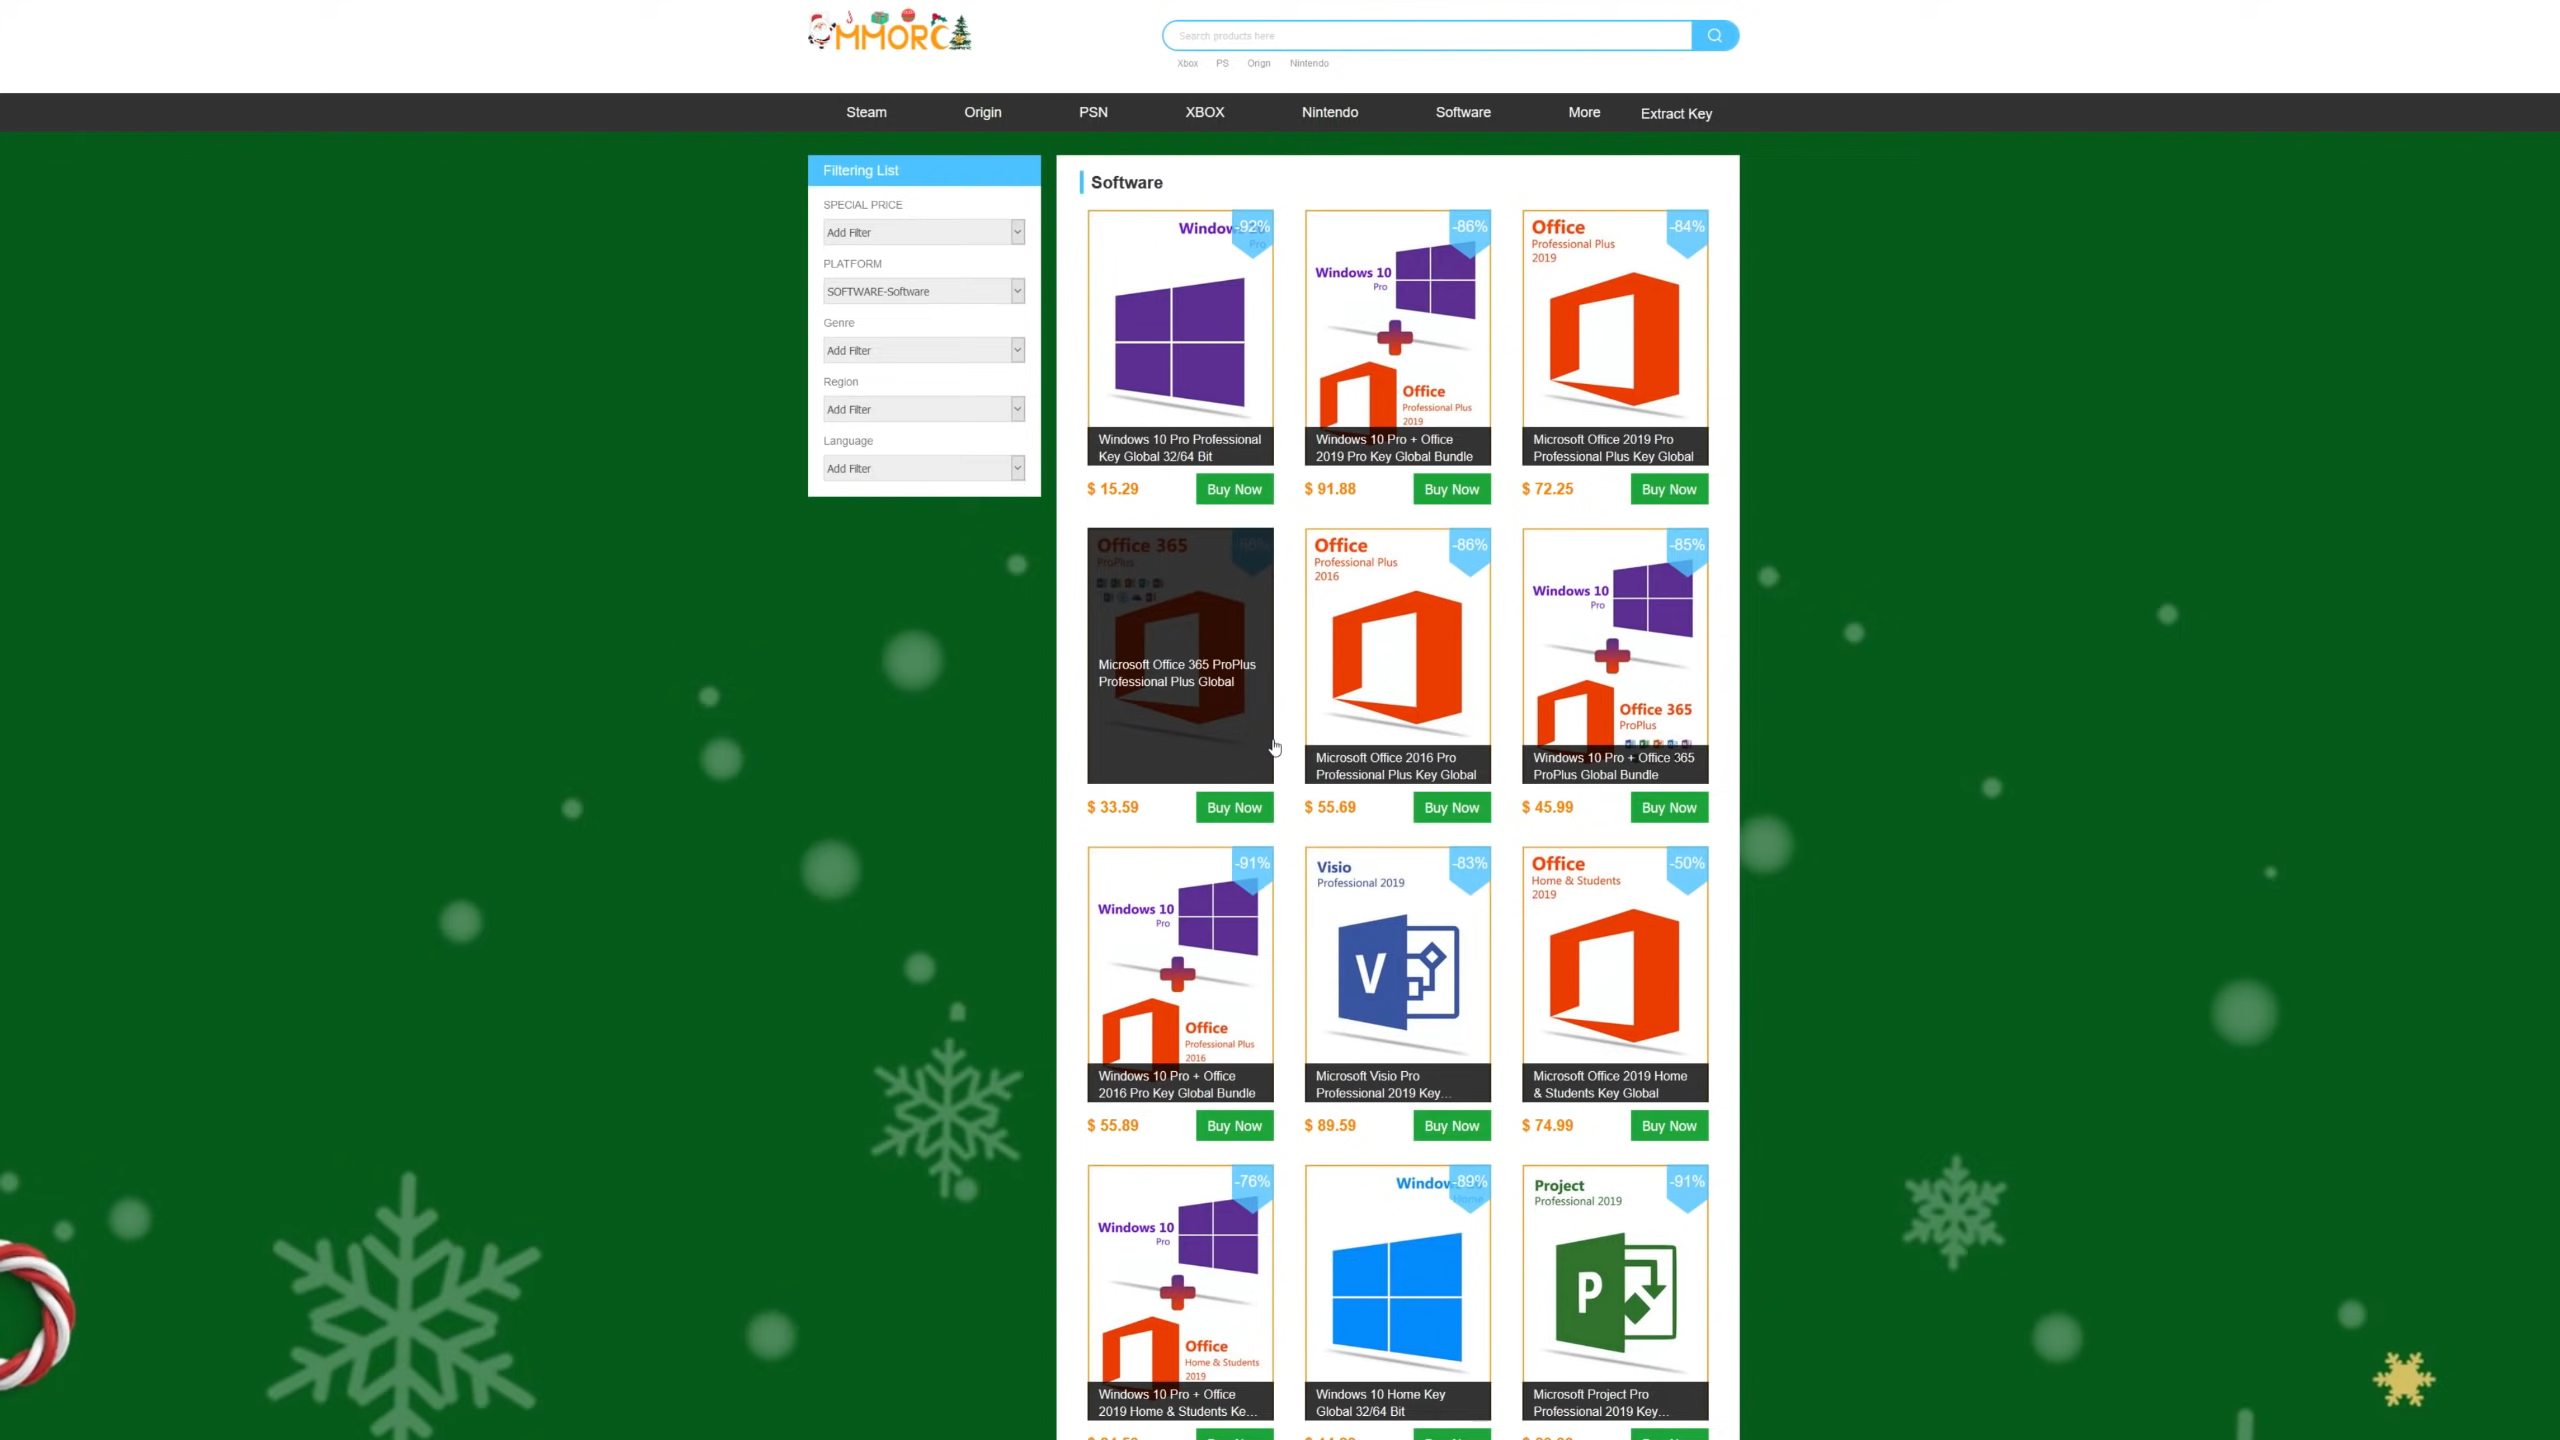 MMORC
Search products here
Xbox PS Orign Nintendo
Steam Origin PSN XBOX Nintendo Software More Extract Key
Filtering List
SPECIAL PRICE
Add Filter
PLATFORM
SOFTWARE-Software
Genre
Add Filter
Region
Add Filter
Language
Add Filter
Software
-92%
Pro
Windows 10 Pro Professional
Key Global 32/64 Bit
$ 15.29 Buy Now
-86%
Windows 10
Pro
Office
Professional Plus
2019
Windows 10 Pro + Office
2019 Pro Key Global Bundle
$ 91.88 Buy Now
Office
Professional Plus
2019
-84%
Microsoft Office 2019 Pro
Professional Plus Key Global
$ 72.25 Buy Now
Office 365
ProPlus
Microsoft Office 365 ProPlus
Professional Plus Global
$ 33.59 Buy Now
Office
Professional Plus
2016
-86%
Microsoft Office 2016 Pro
Professional Plus Key Global
$ 55.69 Buy Now
-85%
Windows 10
Pro
Office 365
ProPlus
Windows 10 Pro + Office 365
ProPlus Global Bundle
$ 45.99 Buy Now
-91%
Windows 10
Pro
Office
Professional Plus
2016
Windows 10 Pro + Office
2016 Pro Key Global Bundle
$ 55.89 Buy Now
Visio
Professional 2019
-83%
V
Microsoft Visio Pro
Professional 2019 Key...
$ 89.59 Buy Now
Office
Home & Students
2019
-50%
Microsoft Office 2019 Home
& Students Key Global
$ 74.99 Buy Now
-76%
Windows 10
Pro
Office
Home & Students
2019
Windows 10 Pro + Office
2019 Home & Students Ke...
-89%
Home
Windows 10 Home Key
Global 32/64 Bit
Project
Professional 2019
-91%
P
Microsoft Project Pro
Professional 2019 Key...